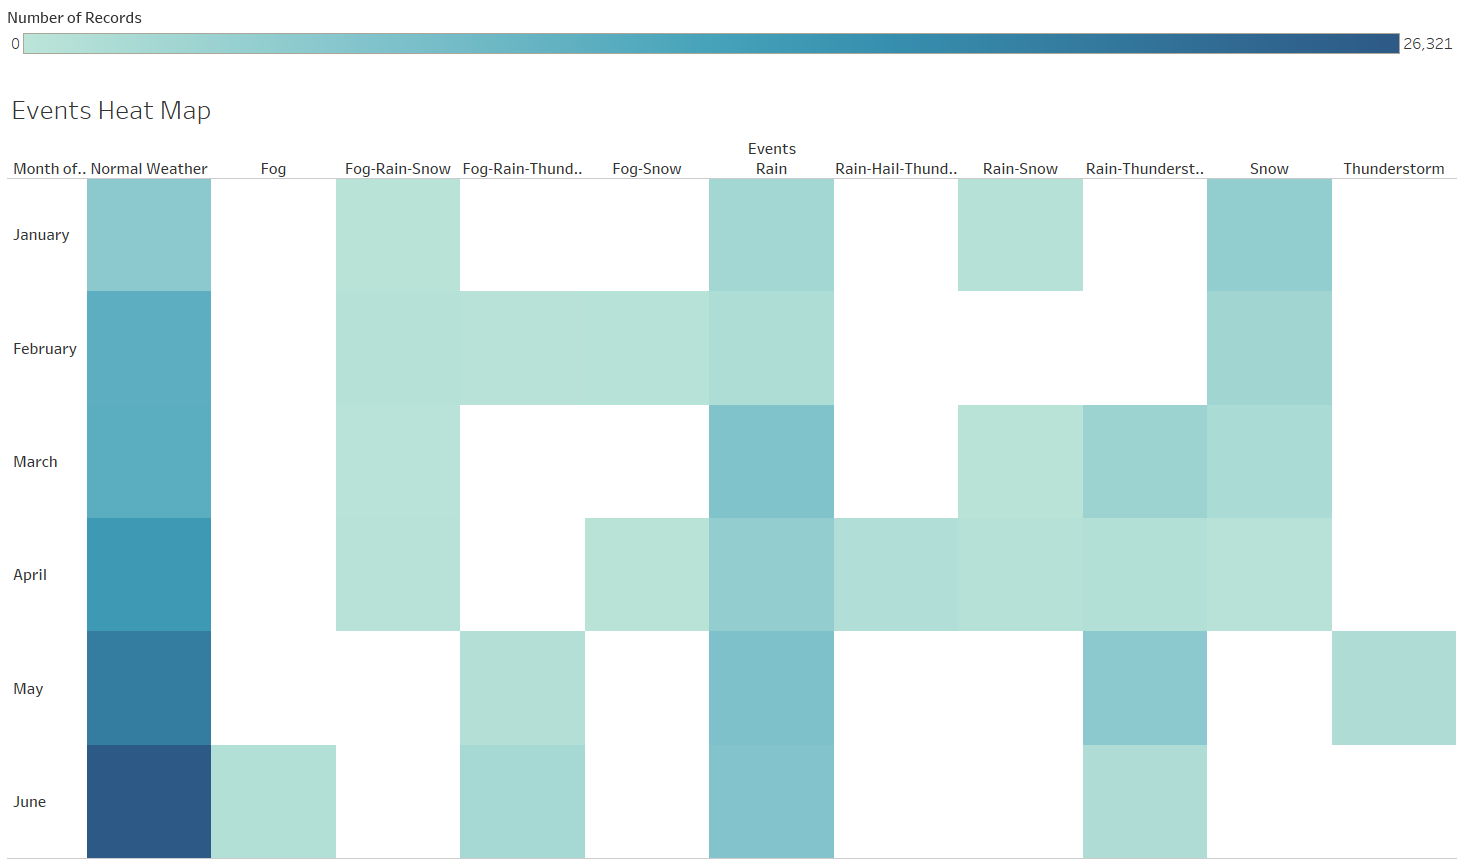 Number of Records
0 26,321
Events Heat Map
Events
Month of.. Normal Weather Fog Fog-Rain-Snow Fog-Rain-Thund.. Fog-Snow Rain Rain-Hail-Thund.. Rain-Snow Rain-Thunderst.. Snow Thunderstorm
January
February
March
April
May
June